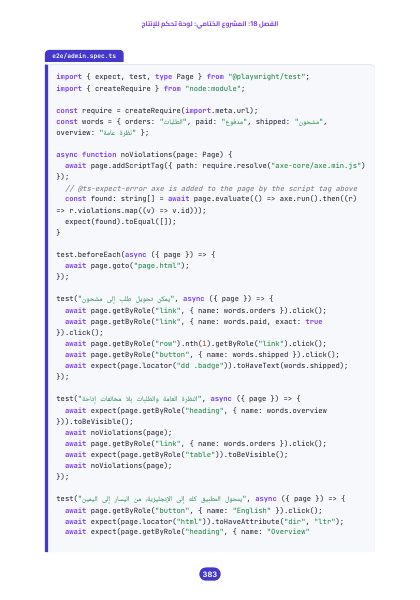 الفصل 18: المشروع الختامي: لوحة تحكم للإنتاج
e2e/admin.spec.ts
import { expect, test, type Page } from "@playwright/test";
import { createRequire } from "node:module";
const require = createRequire(import.meta.url);
const words = { orders: "الطلبات", paid: "مدفوع", shipped: "مشحون",
overview: "نظرة عامة" };
async function noViolations(page: Page) {
await page.addScriptTag({ path: require.resolve("axe-core/axe.min.js")
});
// @ts-expect-error axe is added to the page by the script tag above
const found: string[] = await page.evaluate(() => axe.run().then((r)
=> r.violations.map((v) => v.id)));
expect(found).toEqual([]);
}
test.beforeEach(async ({ page }) => {
await page.goto("page.html");
});
test("يمكن تحويل طلب إلى مشحون", async ({ page }) => {
await page.getByRole("link", { name: words.orders }).click();
await page.getByRole("link", { name: words.paid, exact: true
}).click();
await page.getByRole("row").nth(1).getByRole("link").click();
await page.getByRole("button", { name: words.shipped }).click();
await expect(page.locator("dd .badge")).toHaveText(words.shipped);
});
test("النظرة العامة والطلبات بلا مخالفات إتاحة", async ({ page }) => {
await expect(page.getByRole("heading", { name: words.overview
})).toBeVisible();
await noViolations(page);
await page.getByRole("link", { name: words.orders }).click();
await expect(page.getByRole("table")).toBeVisible();
await noViolations(page);
});
test("يتحول التطبيق كله إلى الإنجليزية، من اليسار إلى اليمين", async ({ page }) => {
await page.getByRole("button", { name: "English" }).click();
await expect(page.locator("html")).toHaveAttribute("dir", "ltr");
await expect(page.getByRole("heading", { name: "Overview"
383